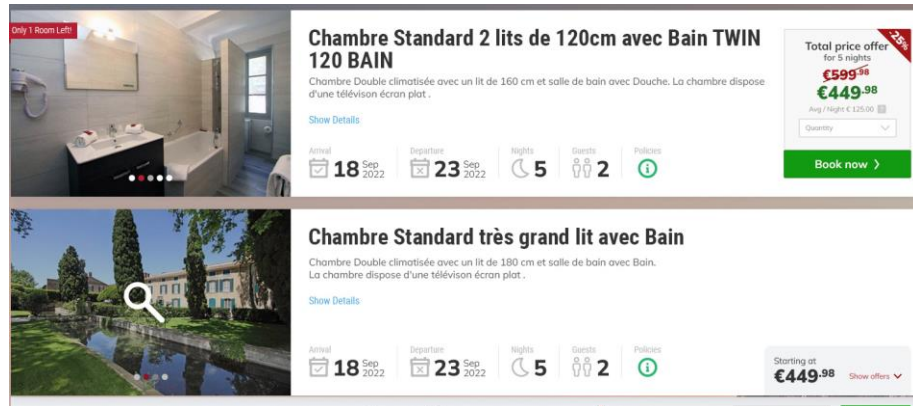 Only 1 Room Left!
Chambre Standard 2 lits de 120cm avec Bain TWIN
120 BAIN
Chambre Double climatisée avec un lit de 160 cm et salle de bain avec Douche. La chambre dispose
d'une télévison écran plat .
Show Details
Arrival Departure Nights Guests Policies
18 Sep 2022 23 Sep 2022 5 2
-25%
Total price offer
for 5 nights
€599.98
€449.98
Avg / Night € 125.00
Quantity
Book now
Chambre Standard très grand lit avec Bain
Chambre Double climatisée avec un lit de 180 cm et salle de bain avec Bain.
La chambre dispose d'une télévison écran plat .
Show Details
Arrival Departure Nights Guests Policies
18 Sep 2022 23 Sep 2022 5 2
Starting at
€449.98 Show offers